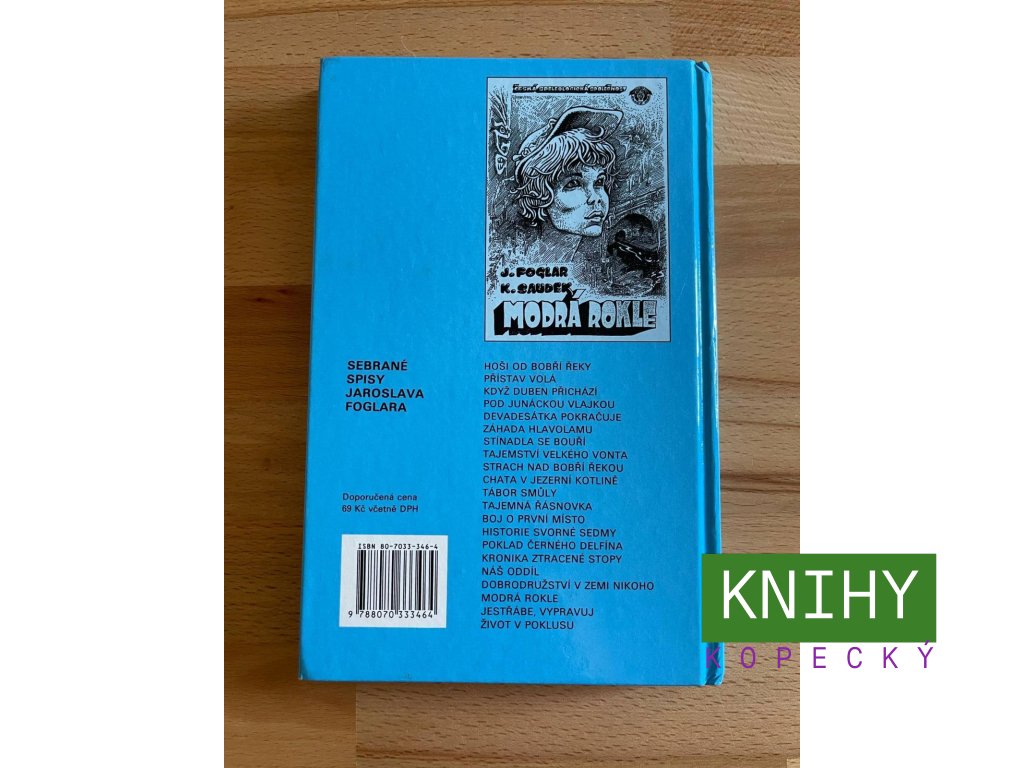 ČESKÁ SPELEOLOGICKÁ SPOLEČNOST
J. FOGLAR
K. SAUDEK
MODRÁ ROKLE
SEBRANÉ
SPISY
JAROSLAVA
FOGLARA
HOŠI OD BOBŘÍ ŘEKY
PŘÍSTAV VOLÁ
KDYŽ DUBEN PŘICHÁZÍ
POD JUNÁCKOU VLAJKOU
DEVADESÁTKA POKRAČUJE
ZÁHADA HLAVOLAMU
STÍNADLA SE BOUŘÍ
TAJEMSTVÍ VELKÉHO VONTA
STRACH NAD BOBŘÍ ŘEKOU
CHATA V JEZERNÍ KOTLINĚ
TÁBOR SMŮLY
TAJEMNÁ ŘÁSNOVKA
BOJ O PRVNÍ MÍSTO
HISTORIE SVORNÉ SEDMY
POKLAD ČERNÉHO DELFÍNA
KRONIKA ZTRACENÉ STOPY
NÁŠ ODDÍL
DOBRODRUŽSTVÍ V ZEMI NIKOHO
MODRÁ ROKLE
JESTŘÁBE, VYPRAVUJ
ŽIVOT V POKLUSU
Doporučená cena
69 Kč včetně DPH
ISBN 80-7033-346-4
9 788070 333464
KNIHY
KOPECKÝ